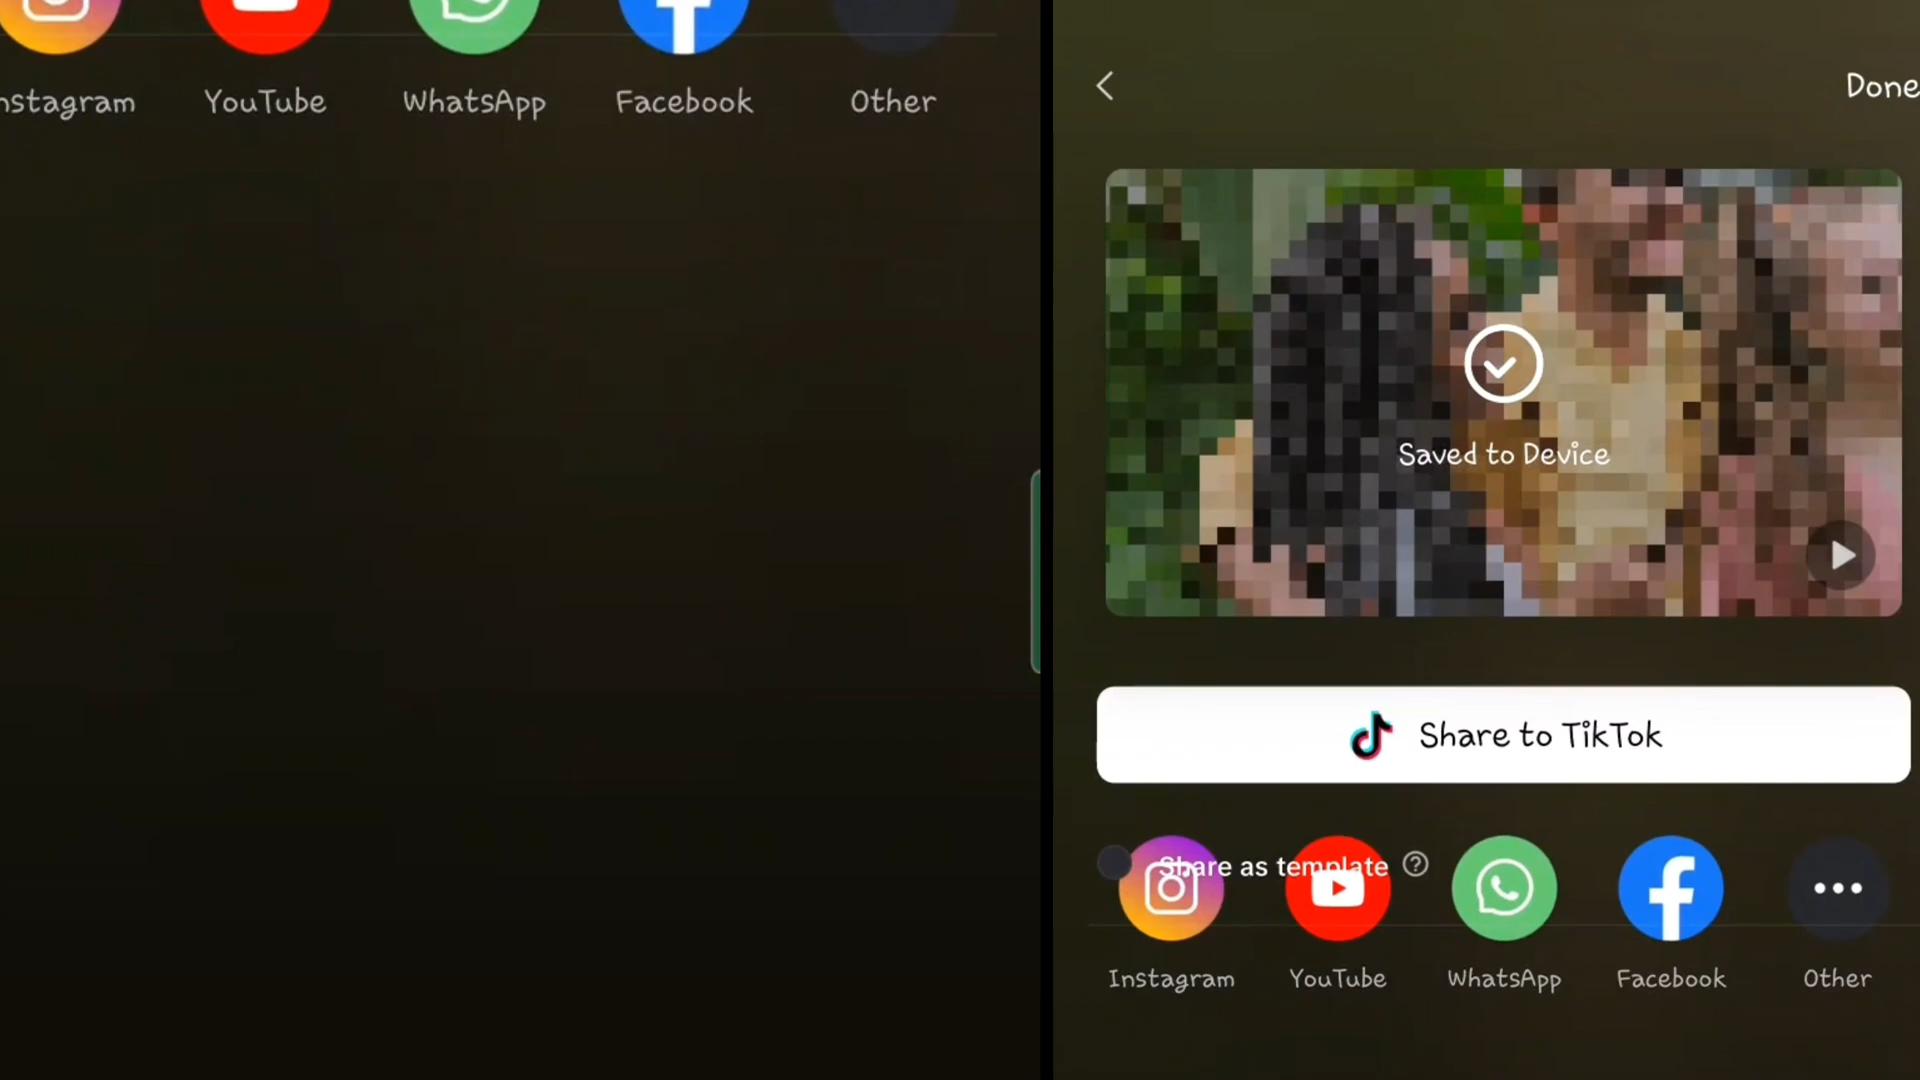 nstagram
YouTube
WhatsApp
Facebook
Other
Done
Saved to Device
Share to TikTok
Share as template
Instagram
YouTube
WhatsApp
Facebook
Other